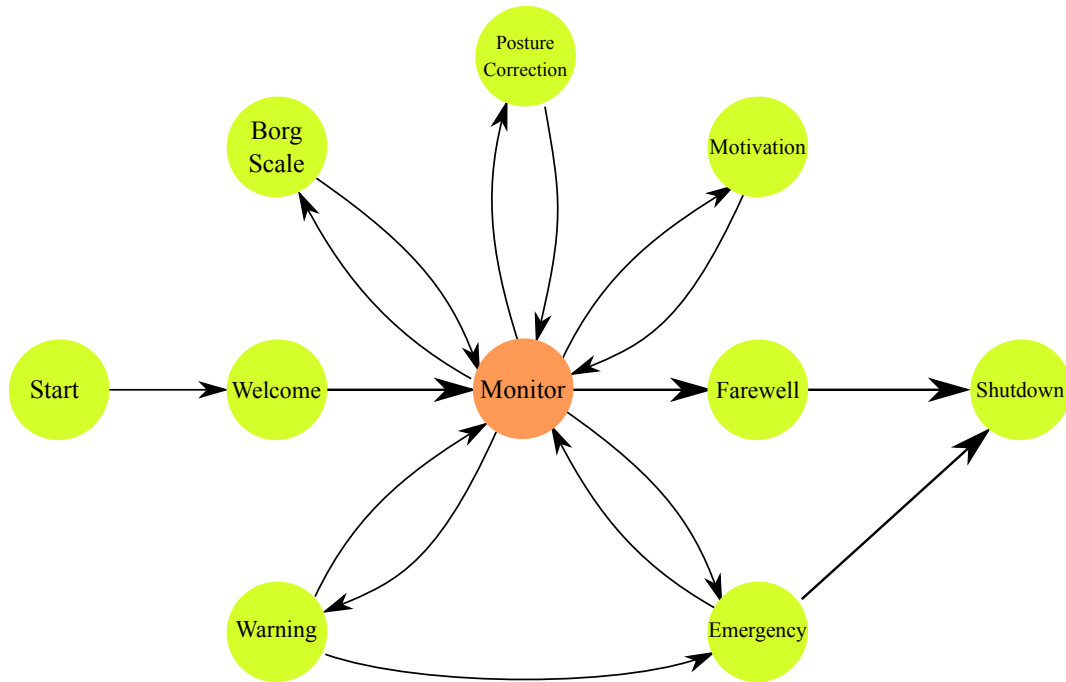 Posture
Correction
Borg
Scale
Motivation
Start
Welcome
Monitor
Farewell
Shutdown
Warning
Emergency